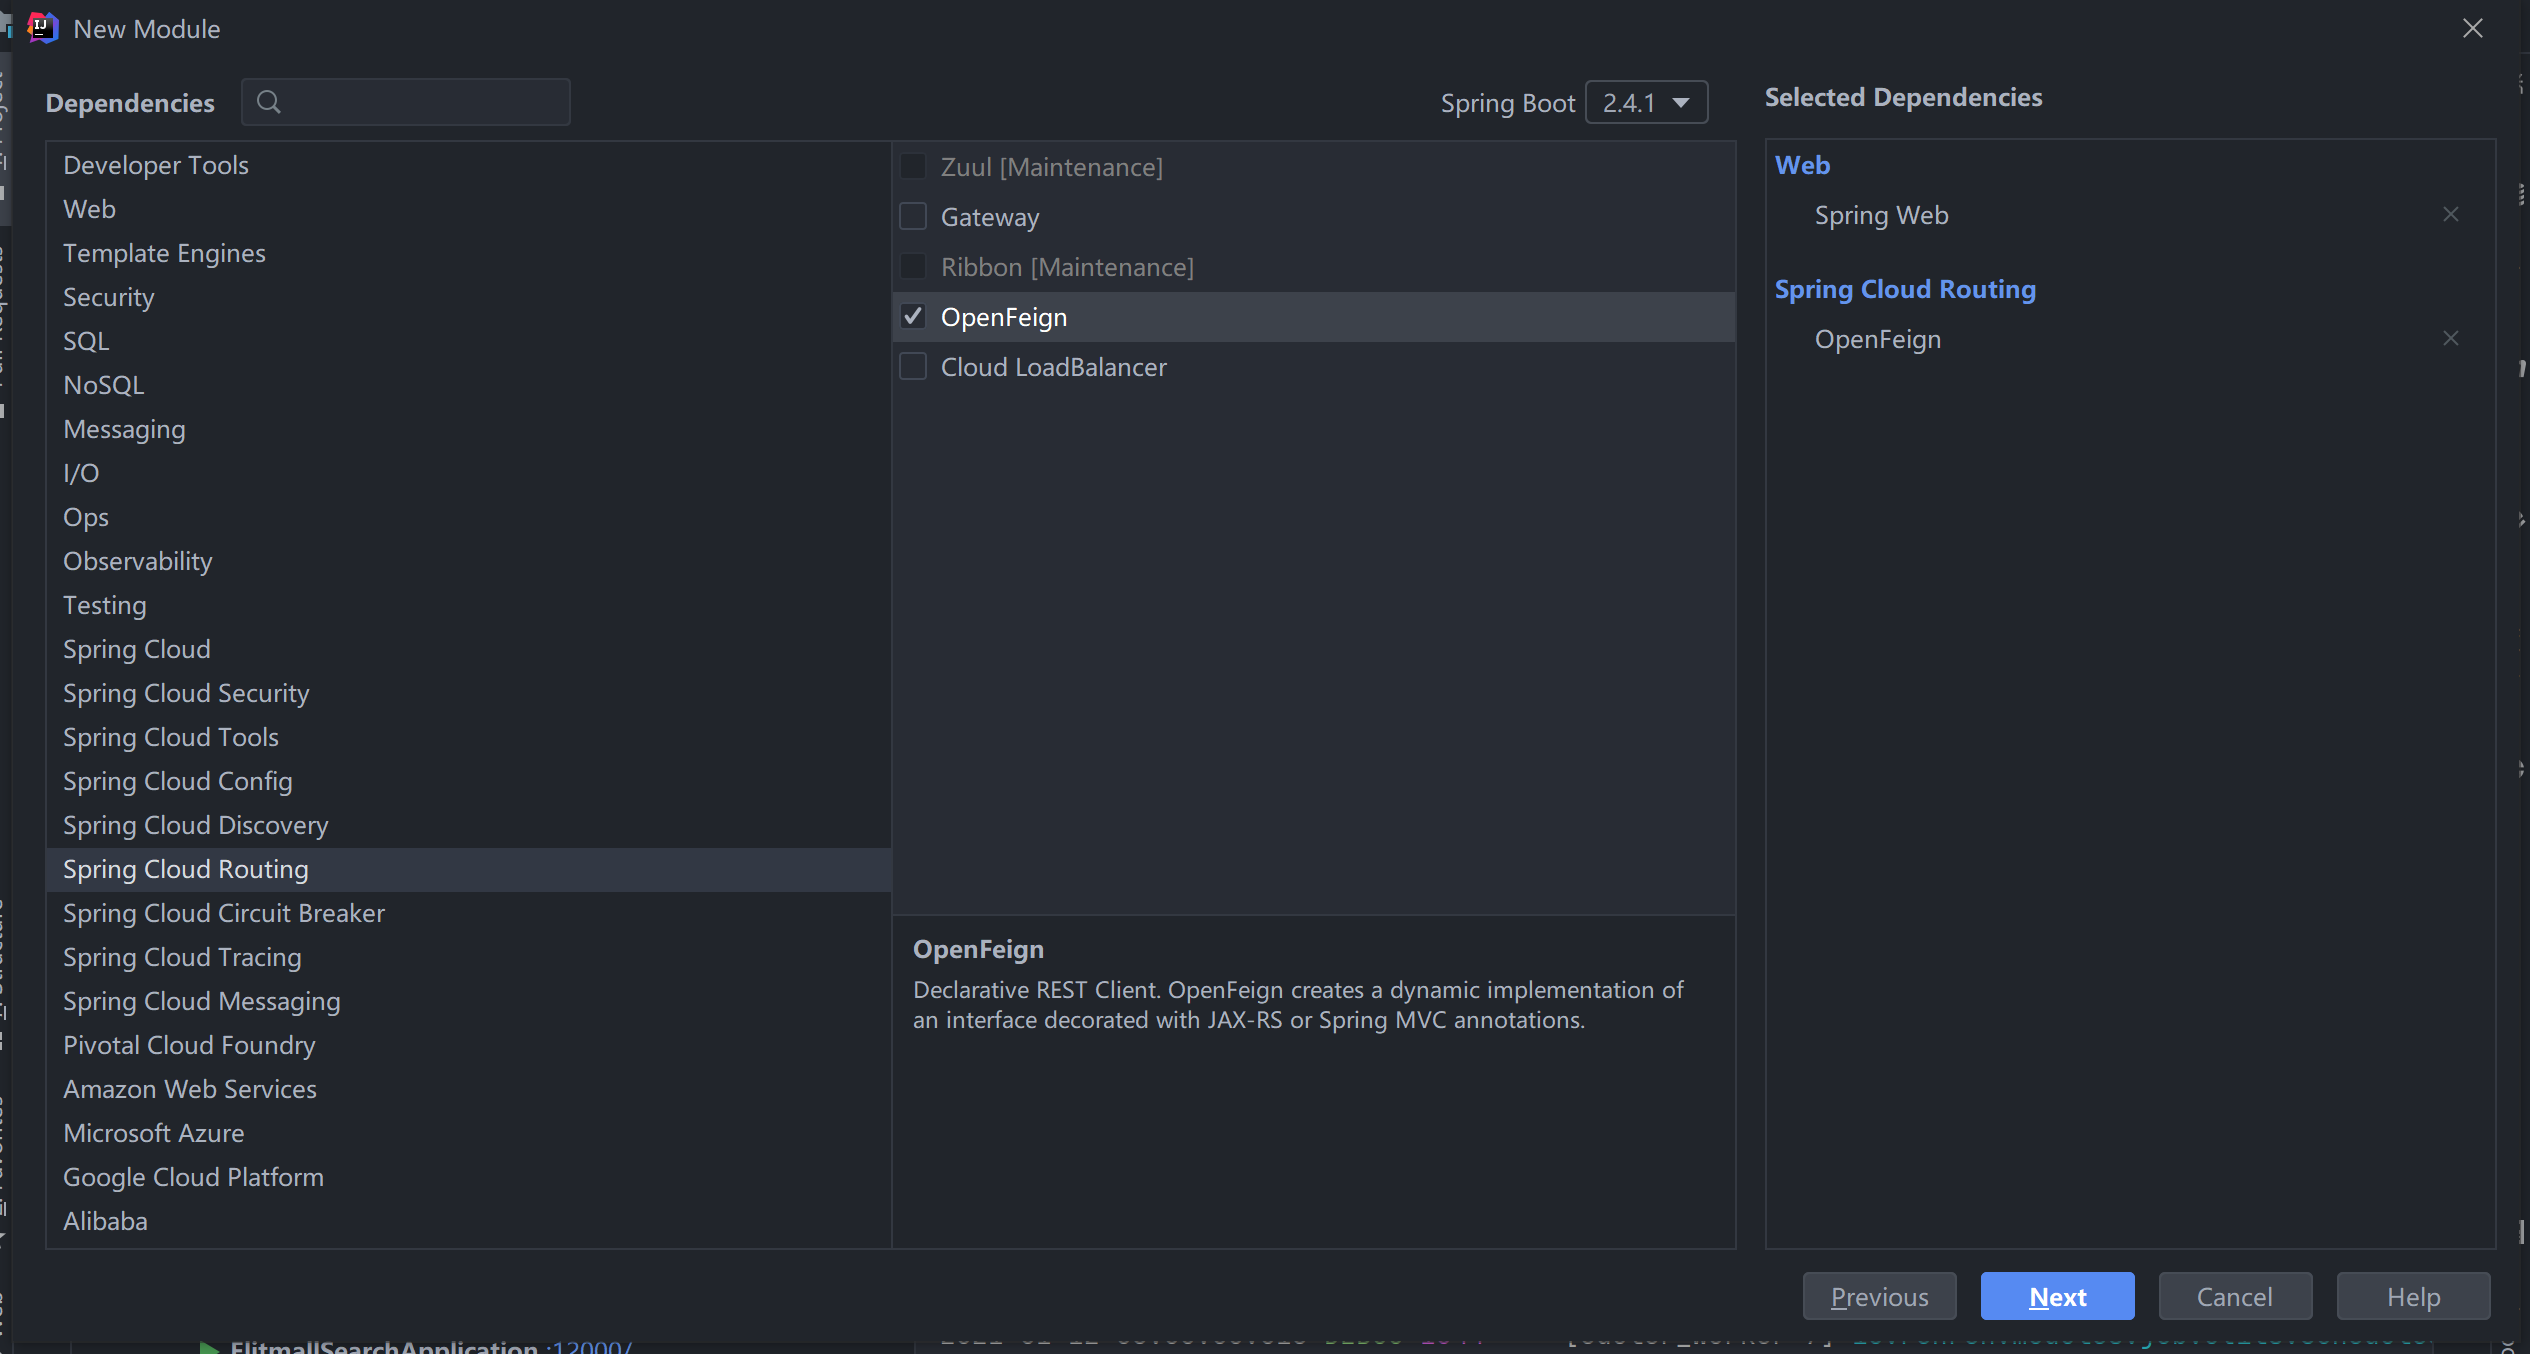 New Module
Dependencies
Spring Boot 2.4.1
Selected Dependencies
Developer Tools
Web
Template Engines
Security
SQL
NoSQL
Messaging
I/O
Ops
Observability
Testing
Spring Cloud
Spring Cloud Security
Spring Cloud Tools
Spring Cloud Config
Spring Cloud Discovery
Spring Cloud Routing
Spring Cloud Circuit Breaker
Spring Cloud Tracing
Spring Cloud Messaging
Pivotal Cloud Foundry
Amazon Web Services
Microsoft Azure
Google Cloud Platform
Alibaba
Zuul [Maintenance]
Gateway
Ribbon [Maintenance]
OpenFeign
Cloud LoadBalancer
OpenFeign
Declarative REST Client. OpenFeign creates a dynamic implementation of
an interface decorated with JAX-RS or Spring MVC annotations.
Web
Spring Web
Spring Cloud Routing
OpenFeign
Previous
Next
Cancel
Help
:12000/